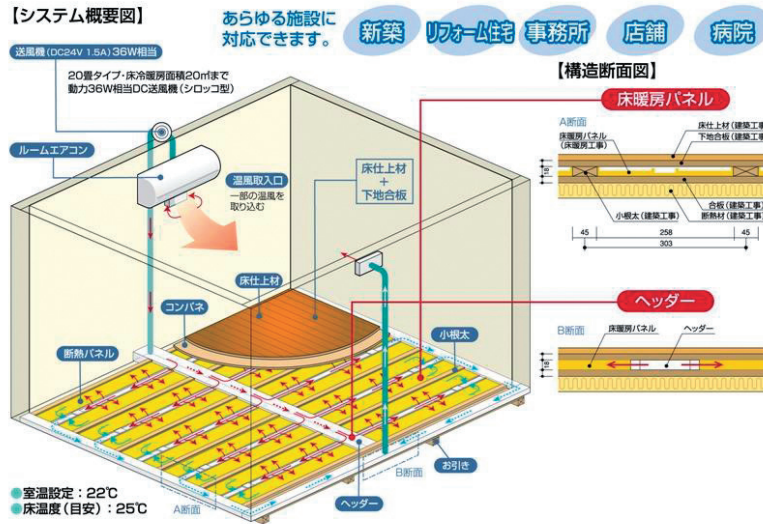 【システム概要図】
あらゆる施設に
対応できます。
新築
リフォーム住宅
事務所
店舗
病院
送風機(DC24V 1.5A)36W相当
20畳タイプ・床冷暖房面積20㎡まで
動力36W相当DC送風機(シロッコ型)
ルームエアコン
温風取入口
一部の温風を
取り込む
床仕上材
+
下地合板
床仕上材
コンパネ
断熱パネル
小根太
お引き
ヘッダー
A断面
B断面
●室温設定：22℃
●床温度(目安)：25℃
【構造断面図】
床暖房パネル
A断面
床仕上材(建築工事)
下地合板(建築工事)
床暖房パネル
(床暖房工事)
18
合板(建築工事)
小根太(建築工事)
断熱材(建築工事)
45
258
45
303
ヘッダー
B断面
床暖房パネル
ヘッダー
18